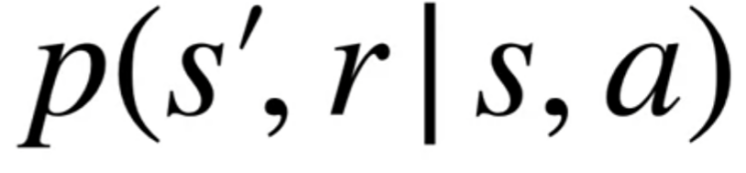 p(s′, r | s, a)